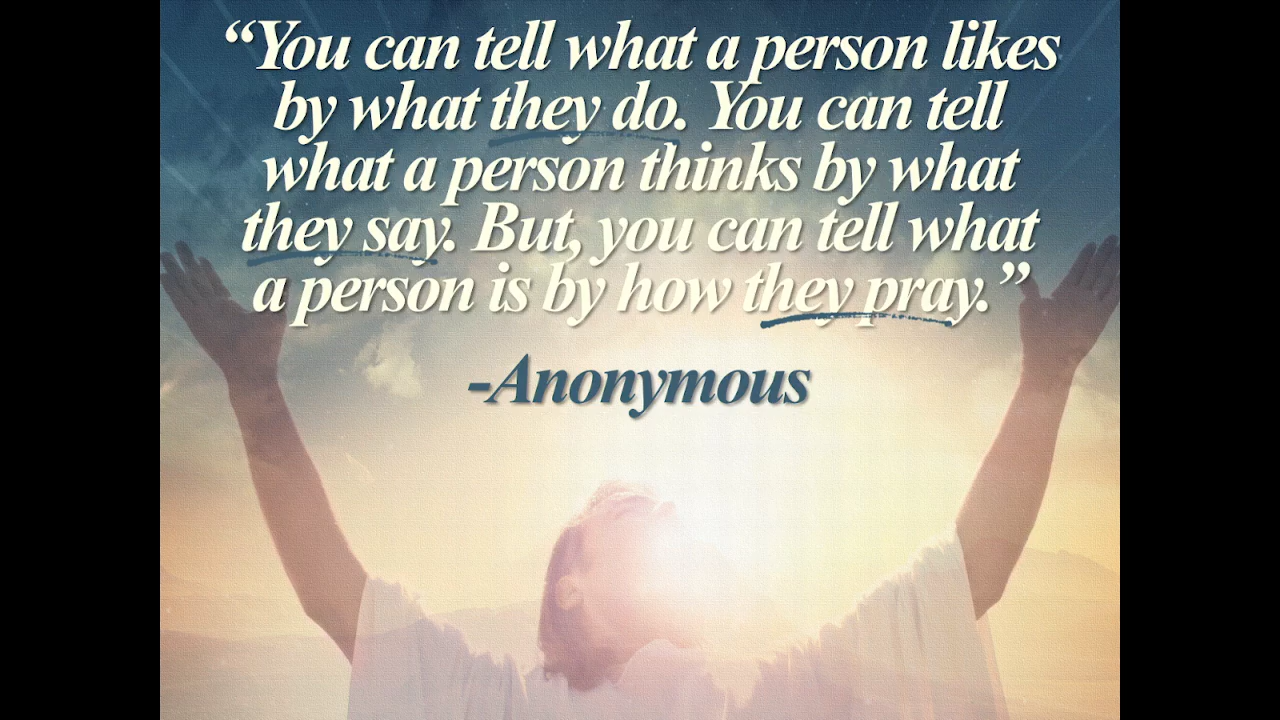 “You can tell what a person likes
by what they do. You can tell
what a person thinks by what
they say. But, you can tell what
a person is by how they pray.”
-Anonymous